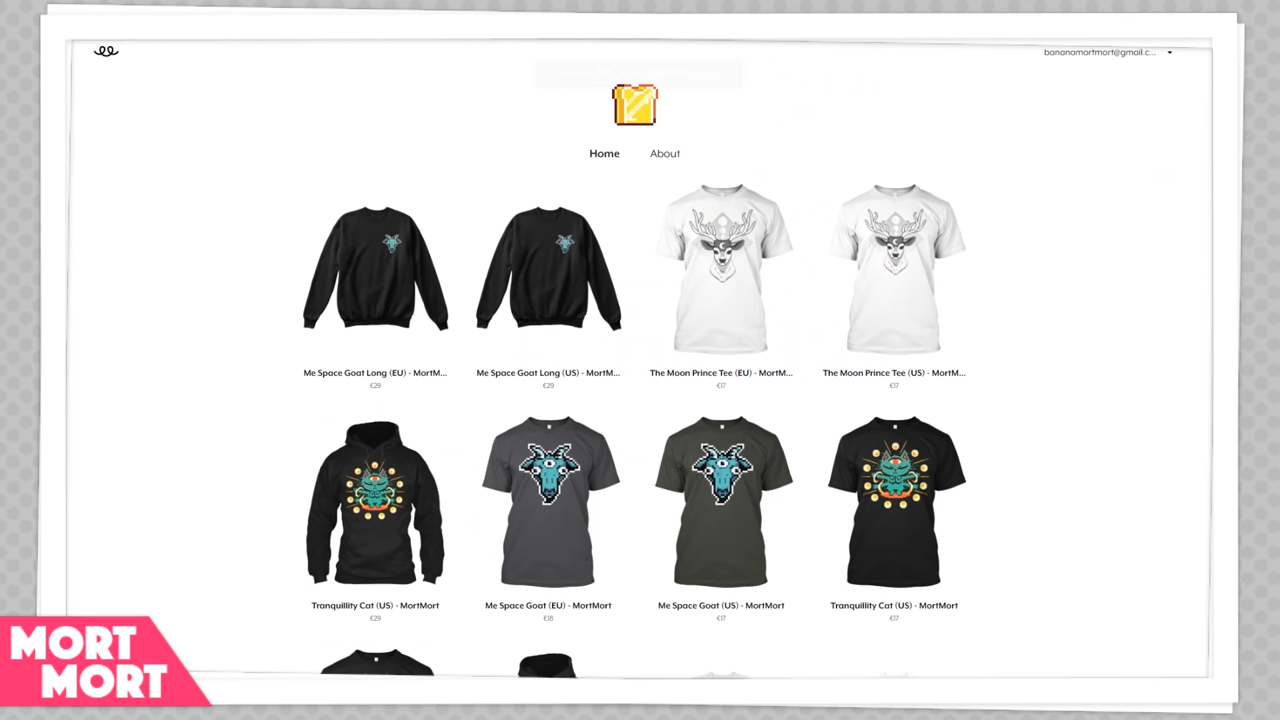 bananamortmort@gmail.c...
Home
About
Me Space Goat Long (EU) - MortM...
€29
Me Space Goat Long (US) - MortM...
€29
The Moon Prince Tee (EU) - MortM...
€17
The Moon Prince Tee (US) - MortM...
€17
Tranquillity Cat (US) - MortMort
€29
Me Space Goat (EU) - MortMort
€18
Me Space Goat (US) - MortMort
€17
Tranquillity Cat (US) - MortMort
€17
MORT
MORT